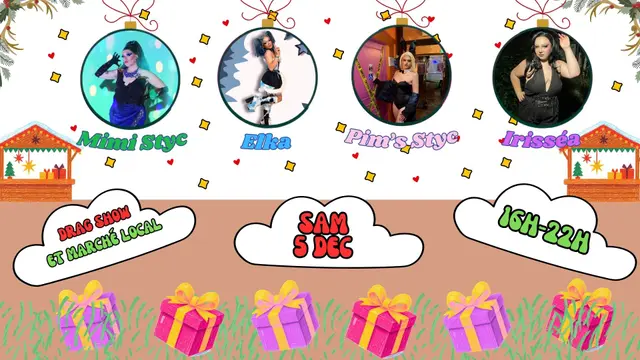 Mimi Styc
Elka
Pim's Styc
Irisséa
DRAG SHOW
ET MARCHÉ LOCAL
SAM
5 DEC
16H-22H